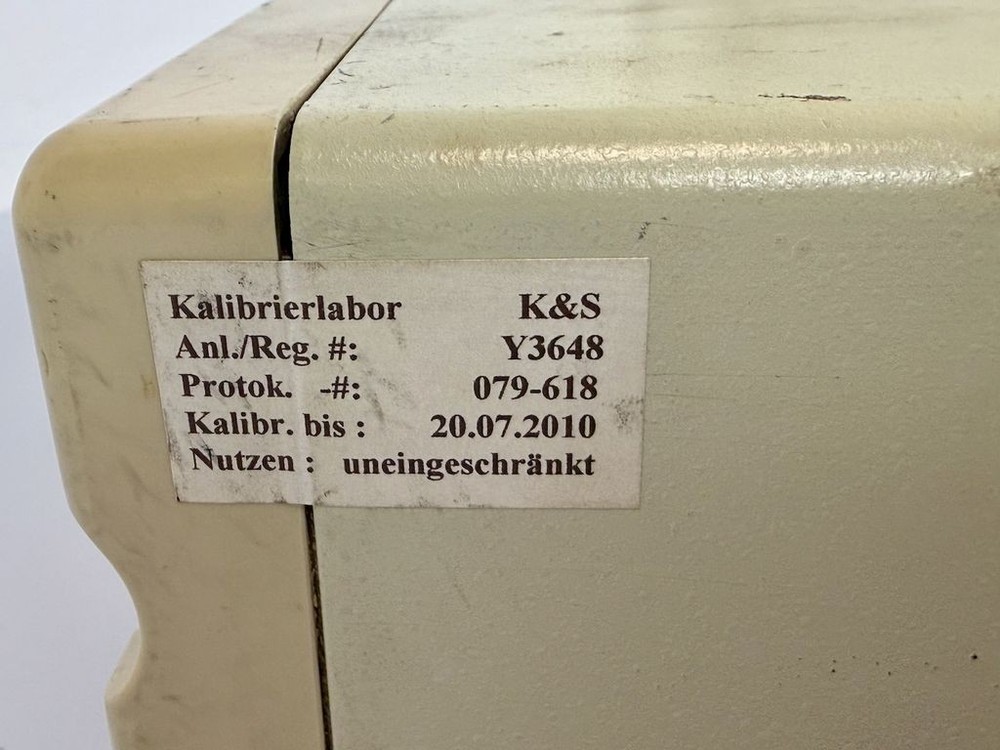 Kalibrierlabor K&S
Anl./Reg. #: Y3648
Protok. -#: 079-618
Kalibr. bis : 20.07.2010
Nutzen : uneingeschränkt